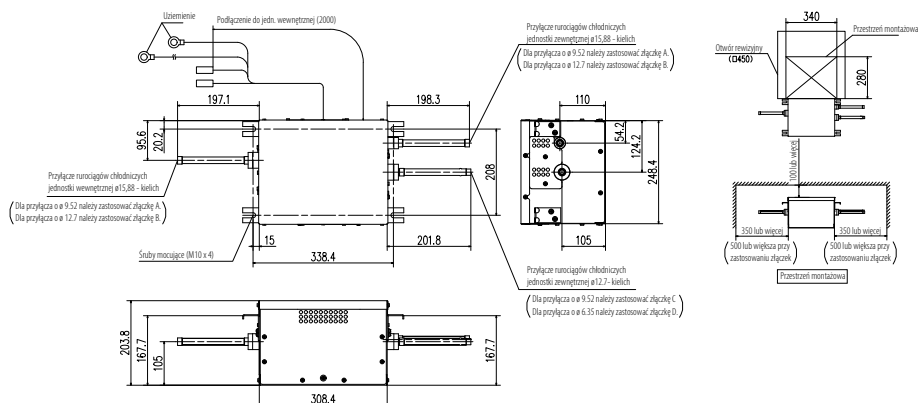 Uziemienie
Podłączenie do jedn. wewnętrznej (2000)
Przyłącze rurociągów chłodniczych
jednostki zewnętrznej ø15,88 - kielich
(Dla przyłącza o ø 9.52 należy zastosować złączkę A.
Dla przyłącza o ø 12.7 należy zastosować złączkę B.)
197.1
198.3
95.6
20.2
208
Przyłącze rurociągów chłodniczych
jednostki wewnętrznej ø15,88 - kielich
(Dla przyłącza o ø 9.52 należy zastosować złączkę A.
Dla przyłącza o ø 12.7 należy zastosować złączkę B.)
Śruby mocujące (M10 x 4)
15
338.4
201.8
Przyłącze rurociągów chłodniczych
jednostki zewnętrznej ø12.7- kielich
(Dla przyłącza o ø 9.52 należy zastosować złączkę C.
Dla przyłącza o ø 6.35 należy zastosować złączkę D.)
110
54.2
124.2
248.4
105
203.8
167.7
105
308.4
167.7
340
Przestrzeń montażowa
Otwór rewizyjny
(□450)
280
100 lub więcej
350 lub więcej
(500 lub większa przy
zastosowaniu złączek)
350 lub więcej
(500 lub większa przy
zastosowaniu złączek)
Przestrzeń montażowa